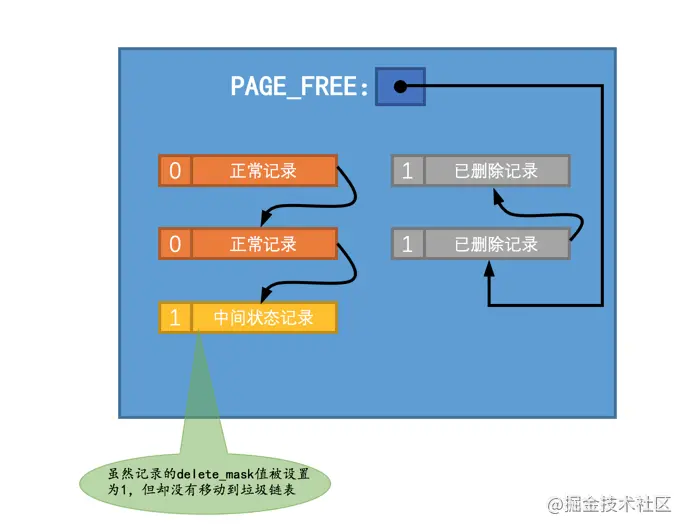 PAGE_FREE:
0 正常记录
1 已删除记录
0 正常记录
1 已删除记录
1 中间状态记录
虽然记录的delete_mask值被设置
为1，但却没有移动到垃圾链表
@掘金技术社区